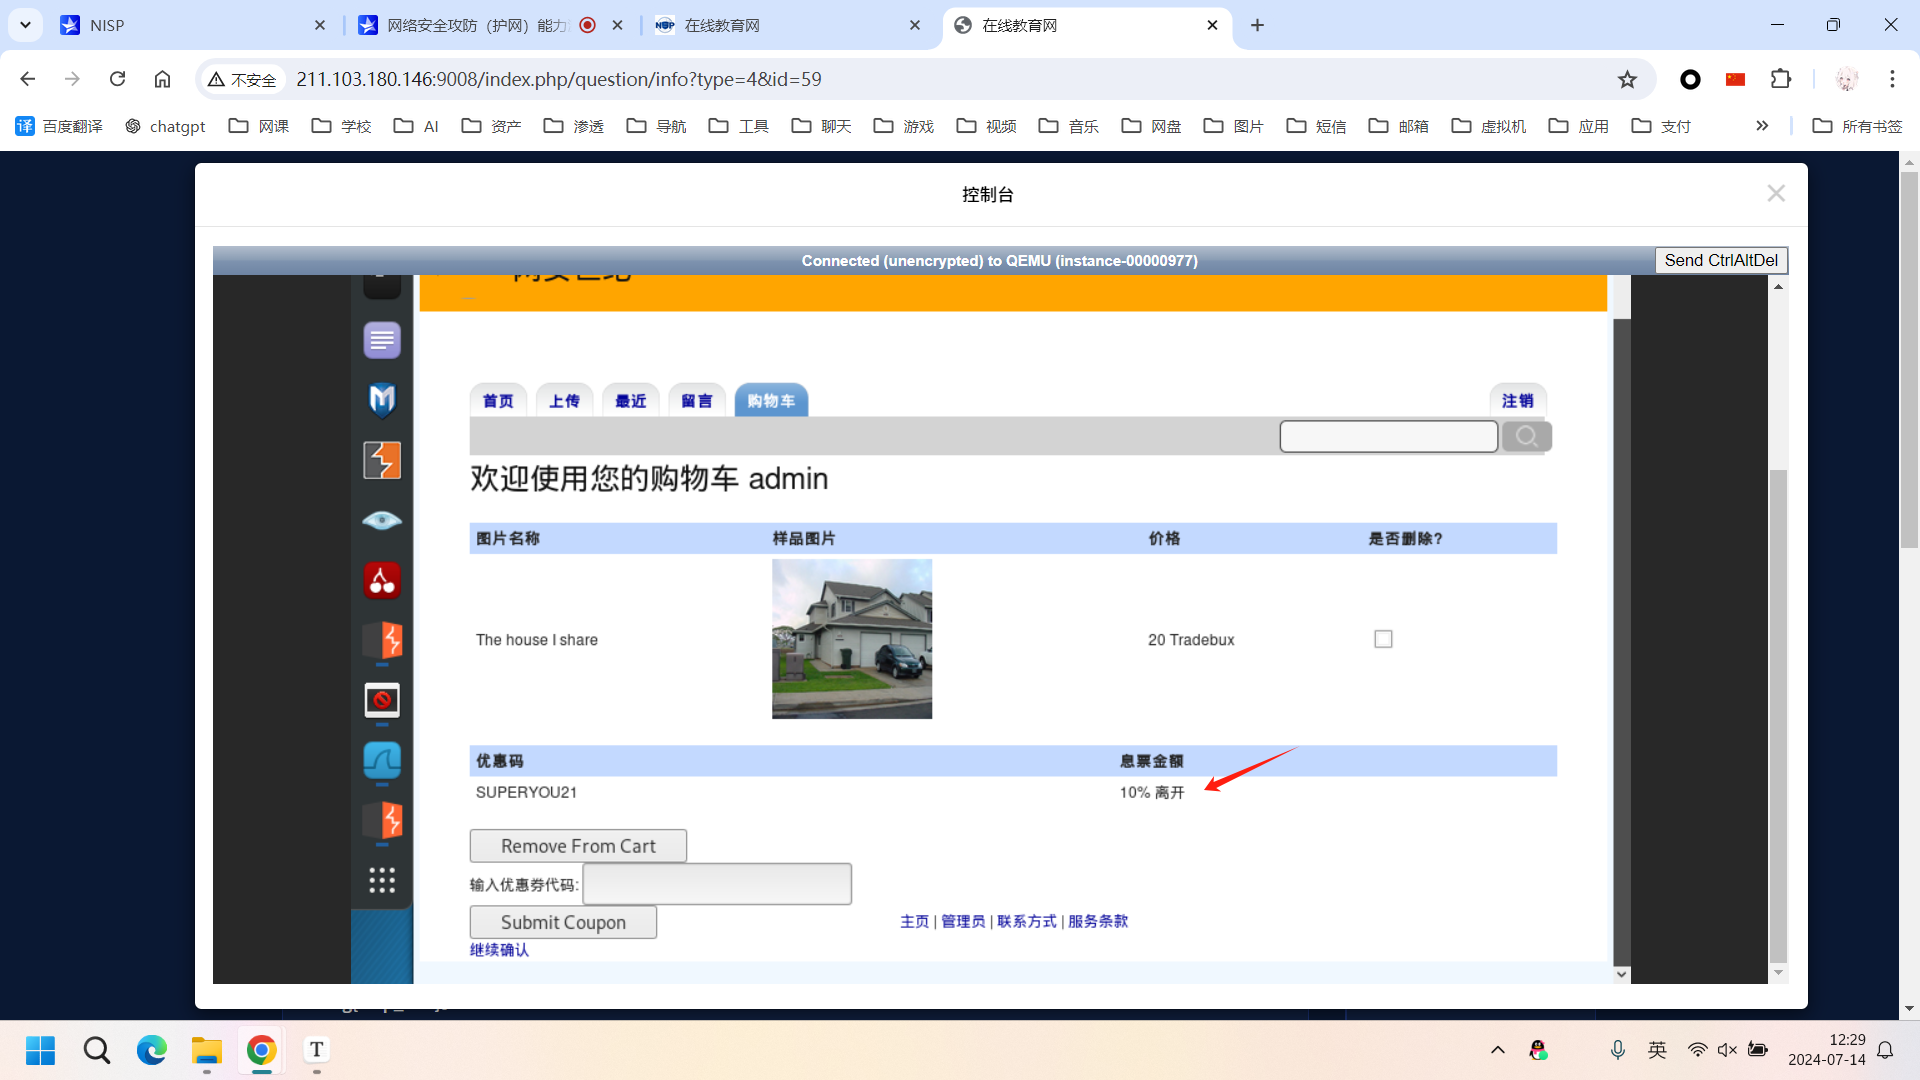 NISP
网络安全攻防（护网）能力
在线教育网
在线教育网
不安全
211.103.180.146:9008/index.php/question/info?type=4&id=59
百度翻译
chatgpt
网课
学校
AI
资产
渗透
导航
工具
聊天
游戏
视频
音乐
网盘
图片
短信
邮箱
虚拟机
应用
支付
所有书签
控制台
Connected (unencrypted) to QEMU (instance-00000977)
Send CtrlAltDel
首页
上传
最近
留言
购物车
注销
欢迎使用您的购物车 admin
图片名称
样品图片
价格
是否删除?
The house I share
20 Tradebux
优惠码
息票金额
SUPERYOU21
10% 离开
Remove From Cart
输入优惠券代码:
Submit Coupon
主页 | 管理员 | 联系方式 | 服务条款
继续确认
英
12:29
2024-07-14